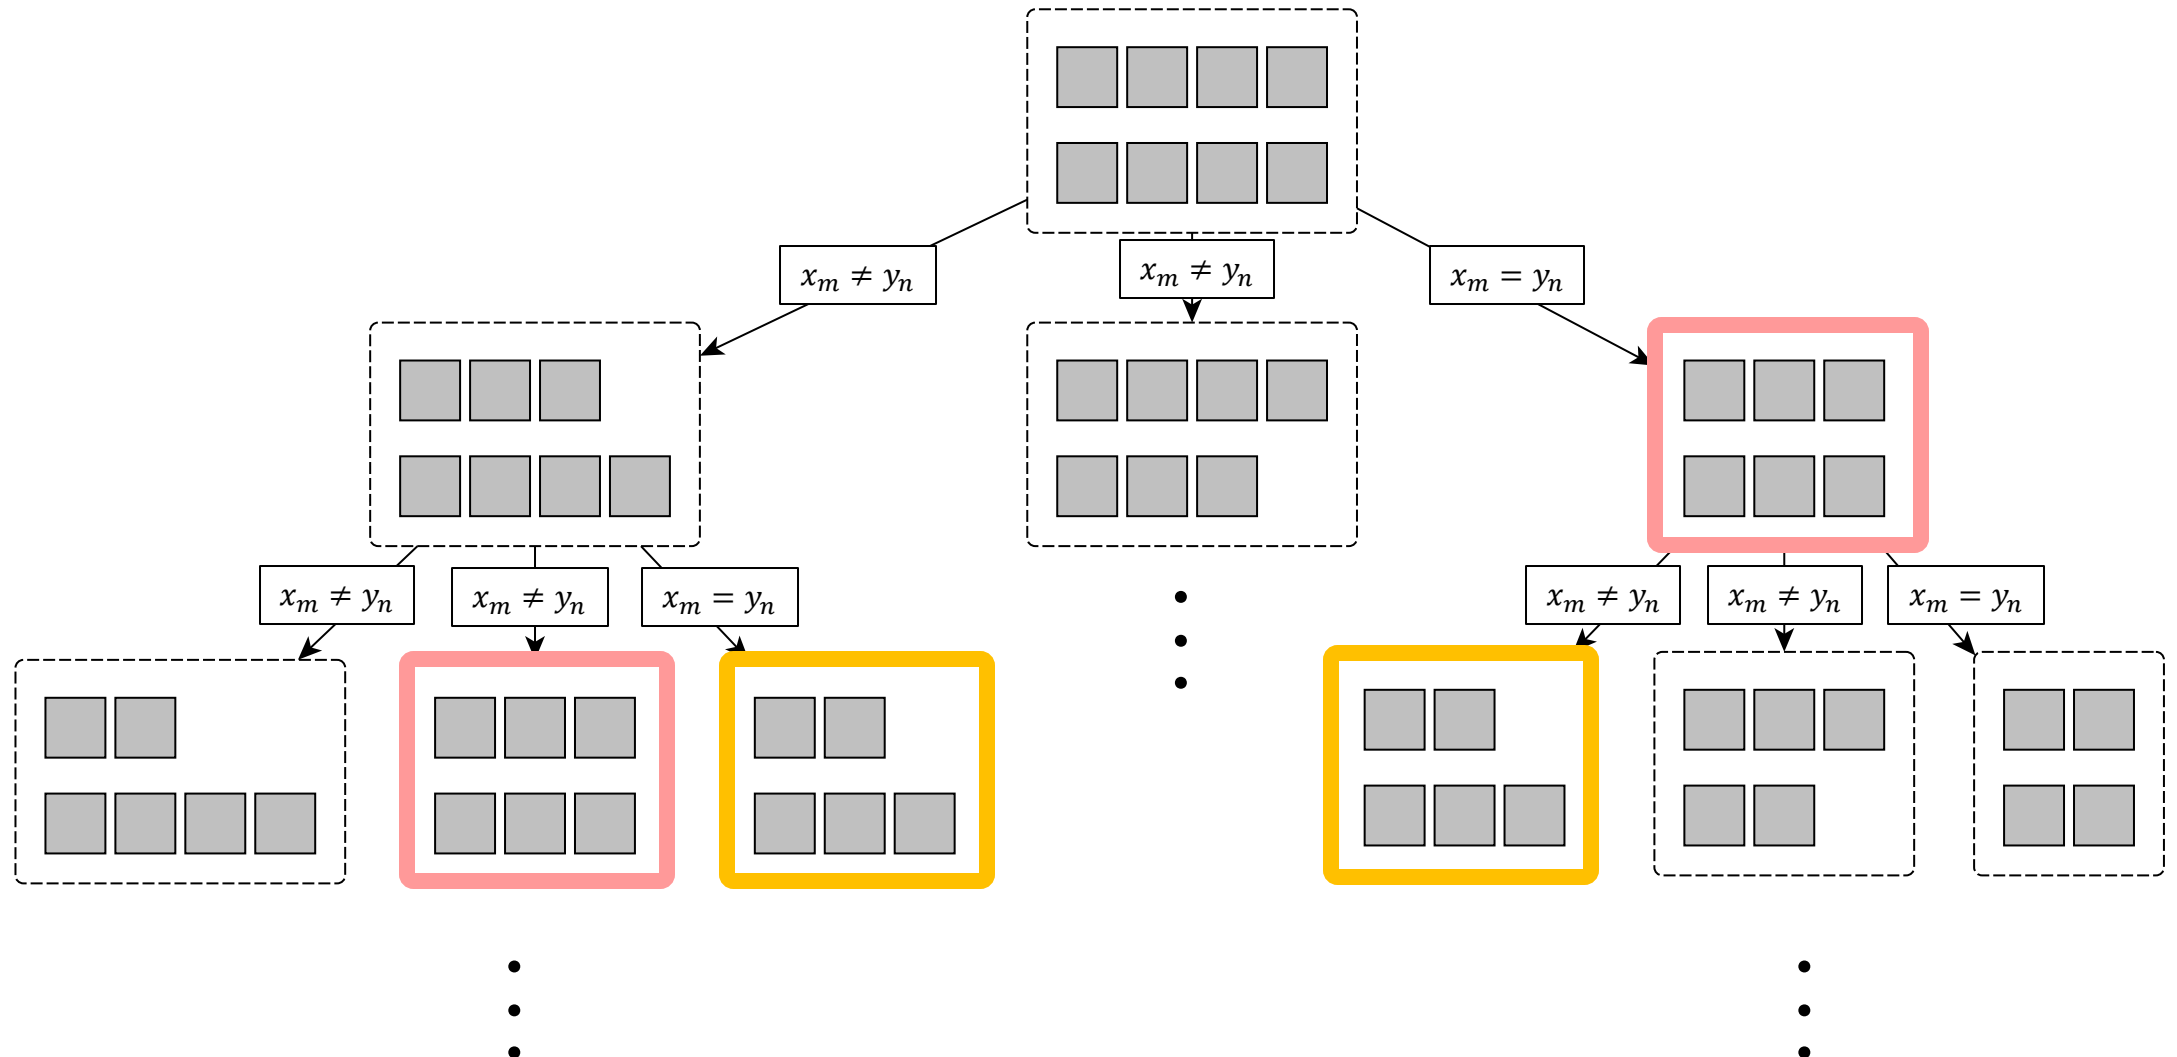 𝑥ₘ ≠ 𝑦ₙ
𝑥ₘ ≠ 𝑦ₙ
𝑥ₘ = 𝑦ₙ
𝑥ₘ ≠ 𝑦ₙ
𝑥ₘ ≠ 𝑦ₙ
𝑥ₘ = 𝑦ₙ
𝑥ₘ ≠ 𝑦ₙ
𝑥ₘ ≠ 𝑦ₙ
𝑥ₘ = 𝑦ₙ